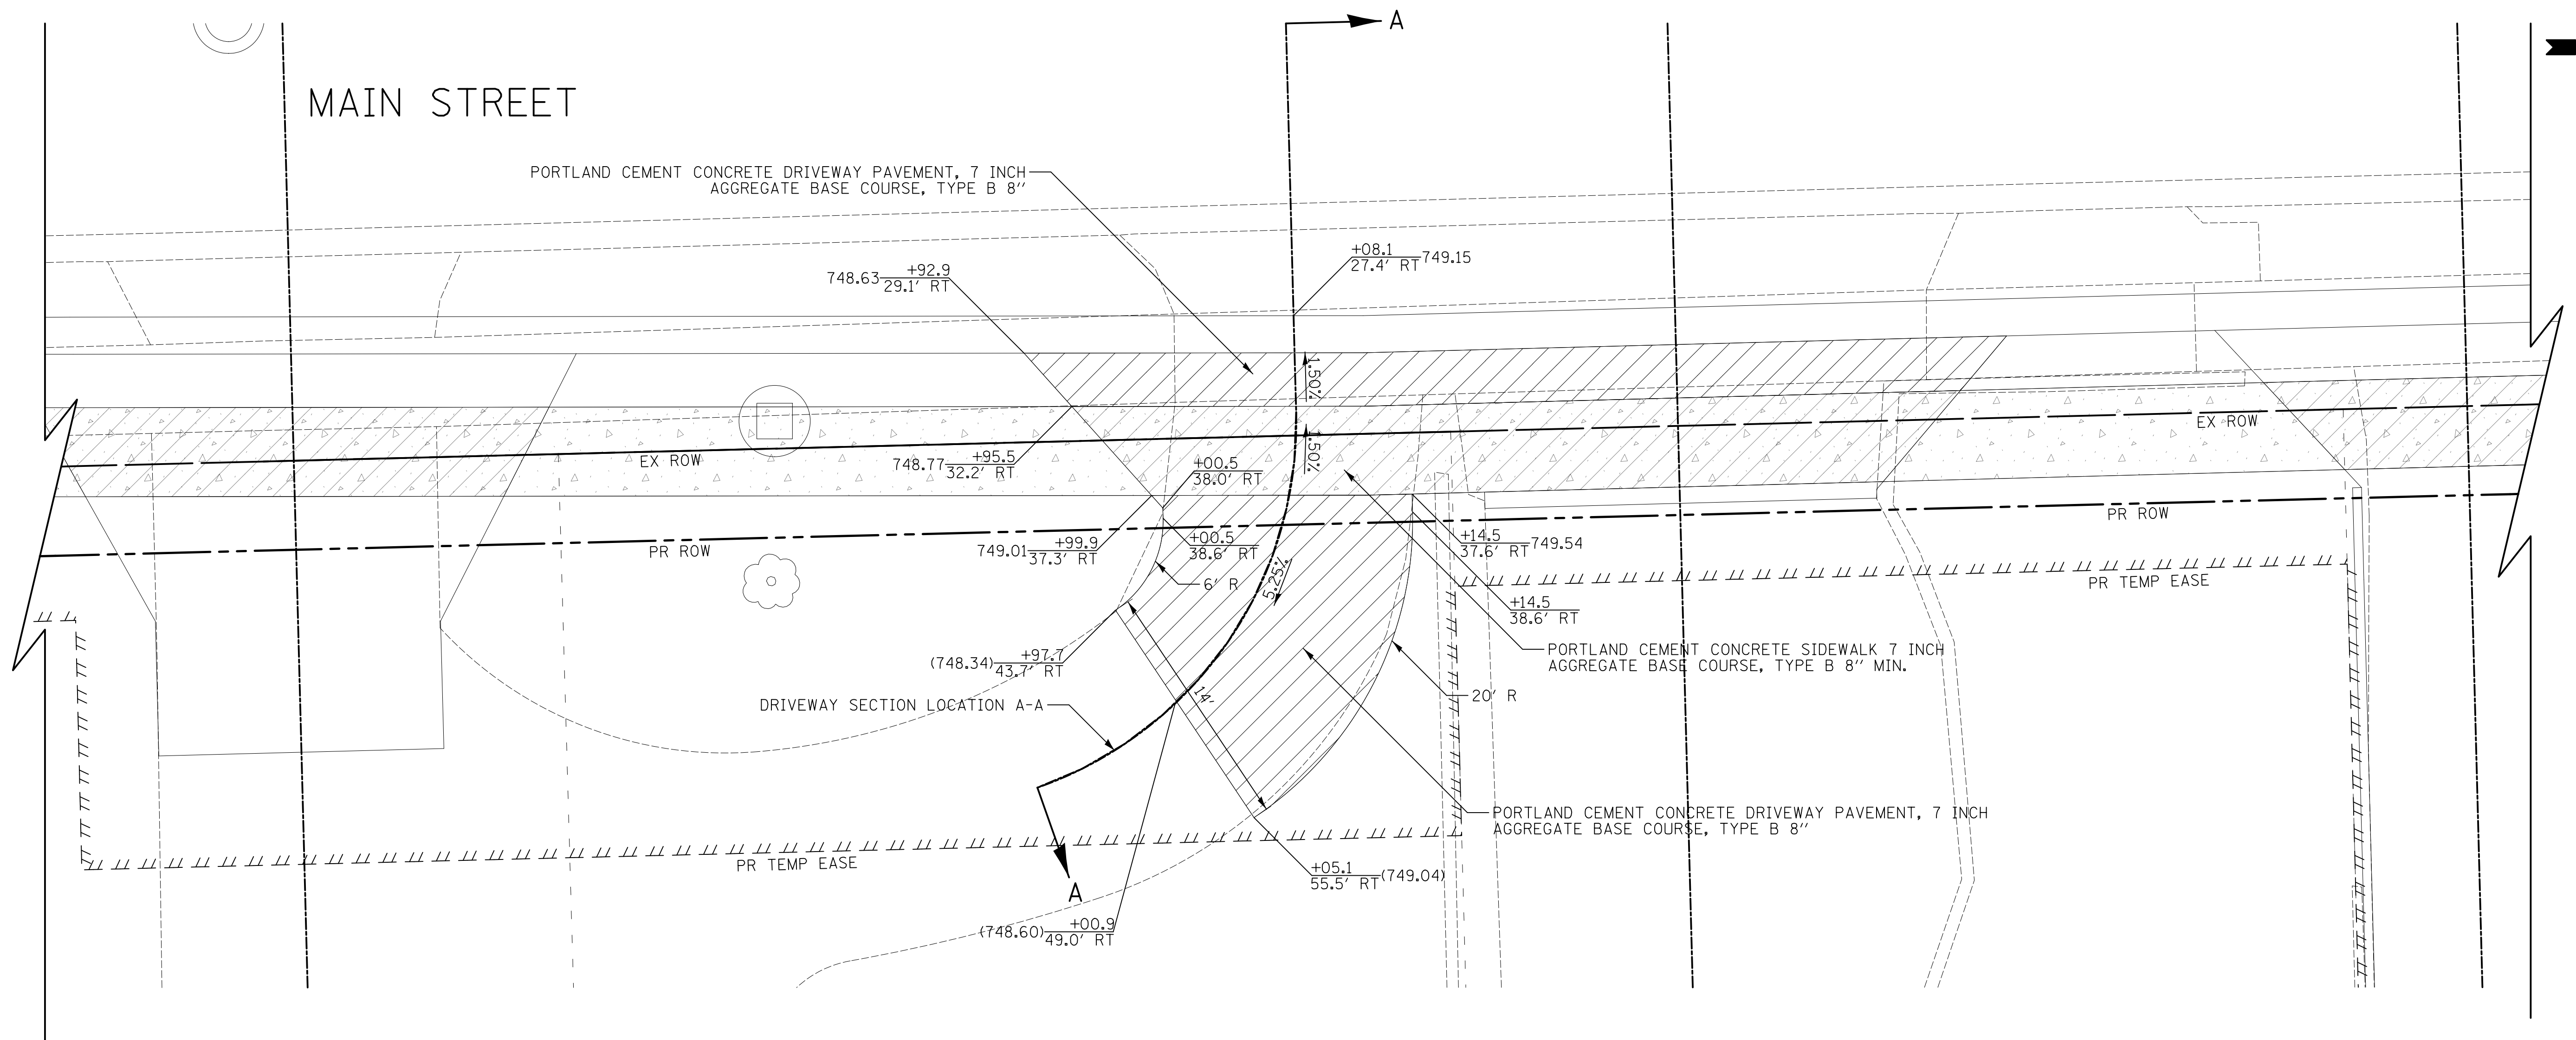 A
MAIN STREET
PORTLAND CEMENT CONCRETE DRIVEWAY PAVEMENT, 7 INCH
AGGREGATE BASE COURSE, TYPE B 8"
+08.1
27.4' RT
749.15
748.63
+92.9
29.1' RT
1.50%
1.50%
EX ROW
EX ROW
748.77
+95.5
32.2' RT
+00.5
38.0' RT
PR ROW
PR ROW
749.01
+99.9
37.3' RT
+00.5
38.6' RT
+14.5
37.6' RT
749.54
6' R
5.25%
PR TEMP EASE
+14.5
38.6' RT
(748.34)
+97.7
43.7' RT
PORTLAND CEMENT CONCRETE SIDEWALK 7 INCH
AGGREGATE BASE COURSE, TYPE B 8" MIN.
14'
20' R
DRIVEWAY SECTION LOCATION A-A
PORTLAND CEMENT CONCRETE DRIVEWAY PAVEMENT, 7 INCH
AGGREGATE BASE COURSE, TYPE B 8"
PR TEMP EASE
+05.1
55.5' RT
(749.04)
A
(748.60)
+00.9
49.0' RT